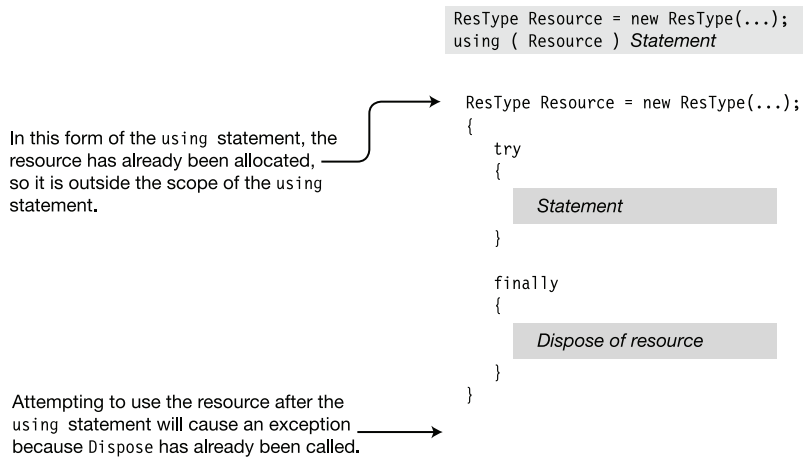 ResType Resource = new ResType(...);
using ( Resource ) Statement
In this form of the using statement, the
resource has already been allocated,
so it is outside the scope of the using
statement.
ResType Resource = new ResType(...);
{
try
{
Statement
}
finally
{
Dispose of resource
}
}
Attempting to use the resource after the
using statement will cause an exception
because Dispose has already been called.